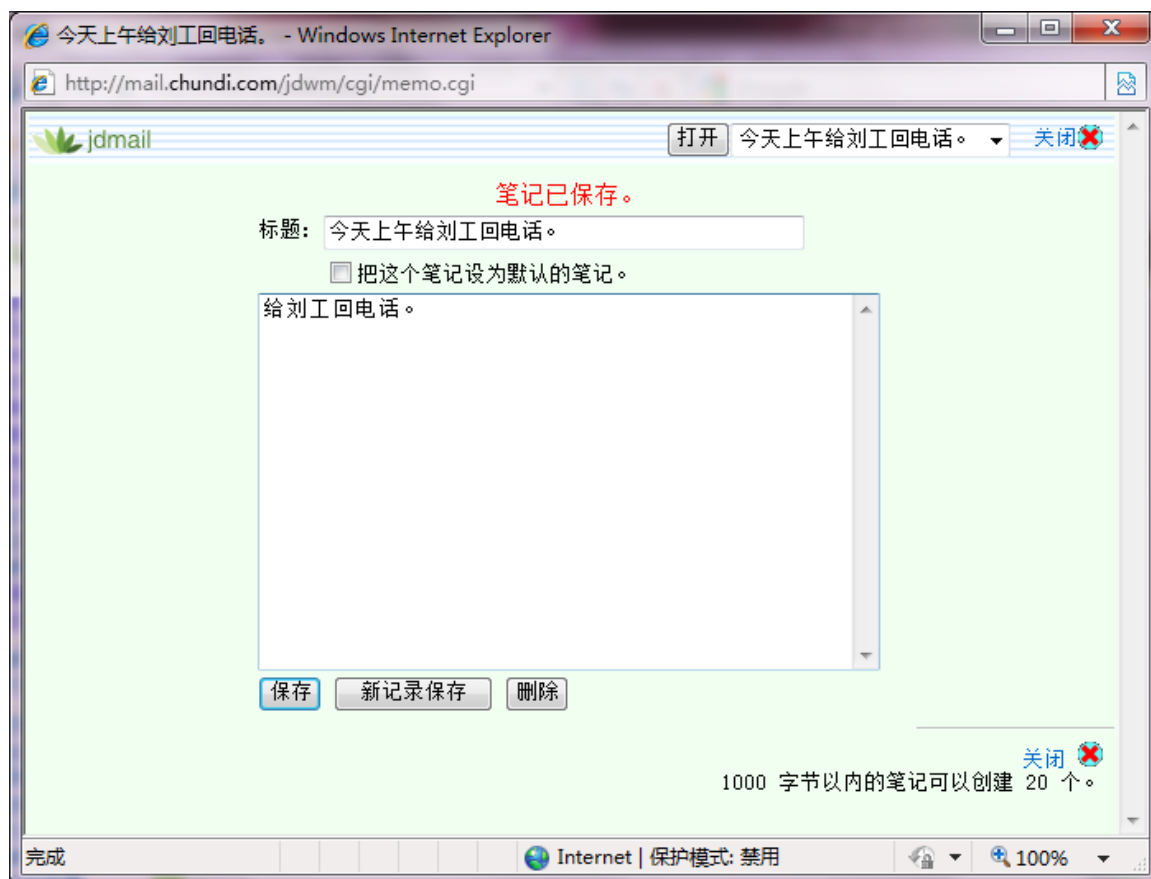 今天上午给刘工回电话。 - Windows Internet Explorer
http://mail.chundi.com/jdwm/cgi/memo.cgi
jdmail 打开 今天上午给刘工回电话。 关闭
笔记已保存。
标题: 今天上午给刘工回电话。
把这个笔记设为默认的笔记。
给刘工回电话。
保存 新记录保存 删除
关闭
1000 字节以内的笔记可以创建 20 个。
完成 Internet | 保护模式: 禁用 100%